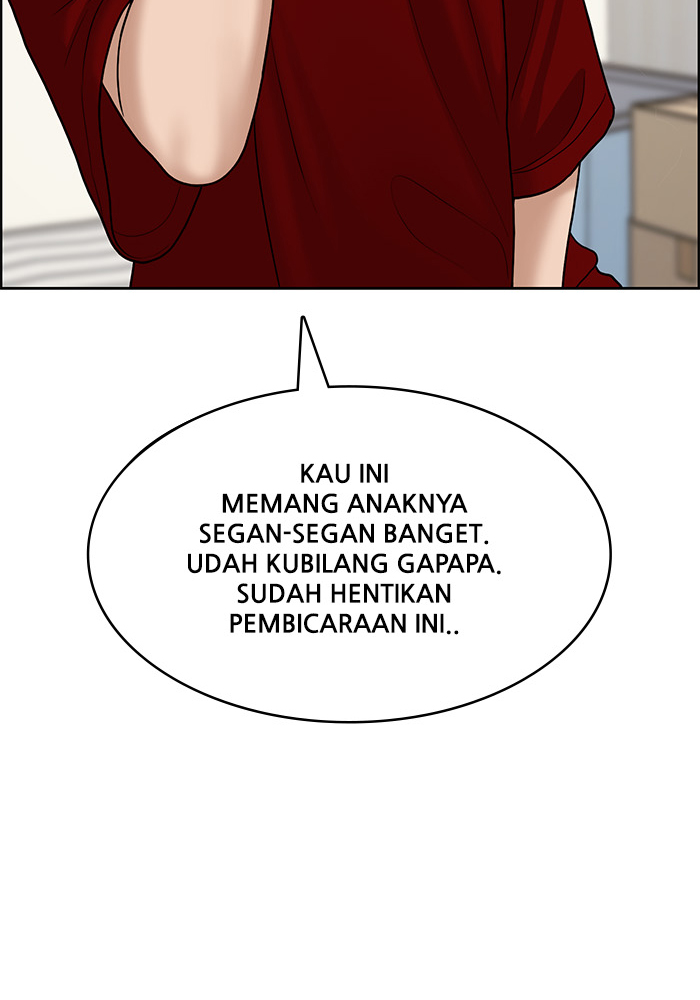 KAU INI
MEMANG ANAKNYA
SEGAN-SEGAN BANGET.
UDAH KUBILANG GAPAPA.
SUDAH HENTIKAN
PEMBICARAAN INI..